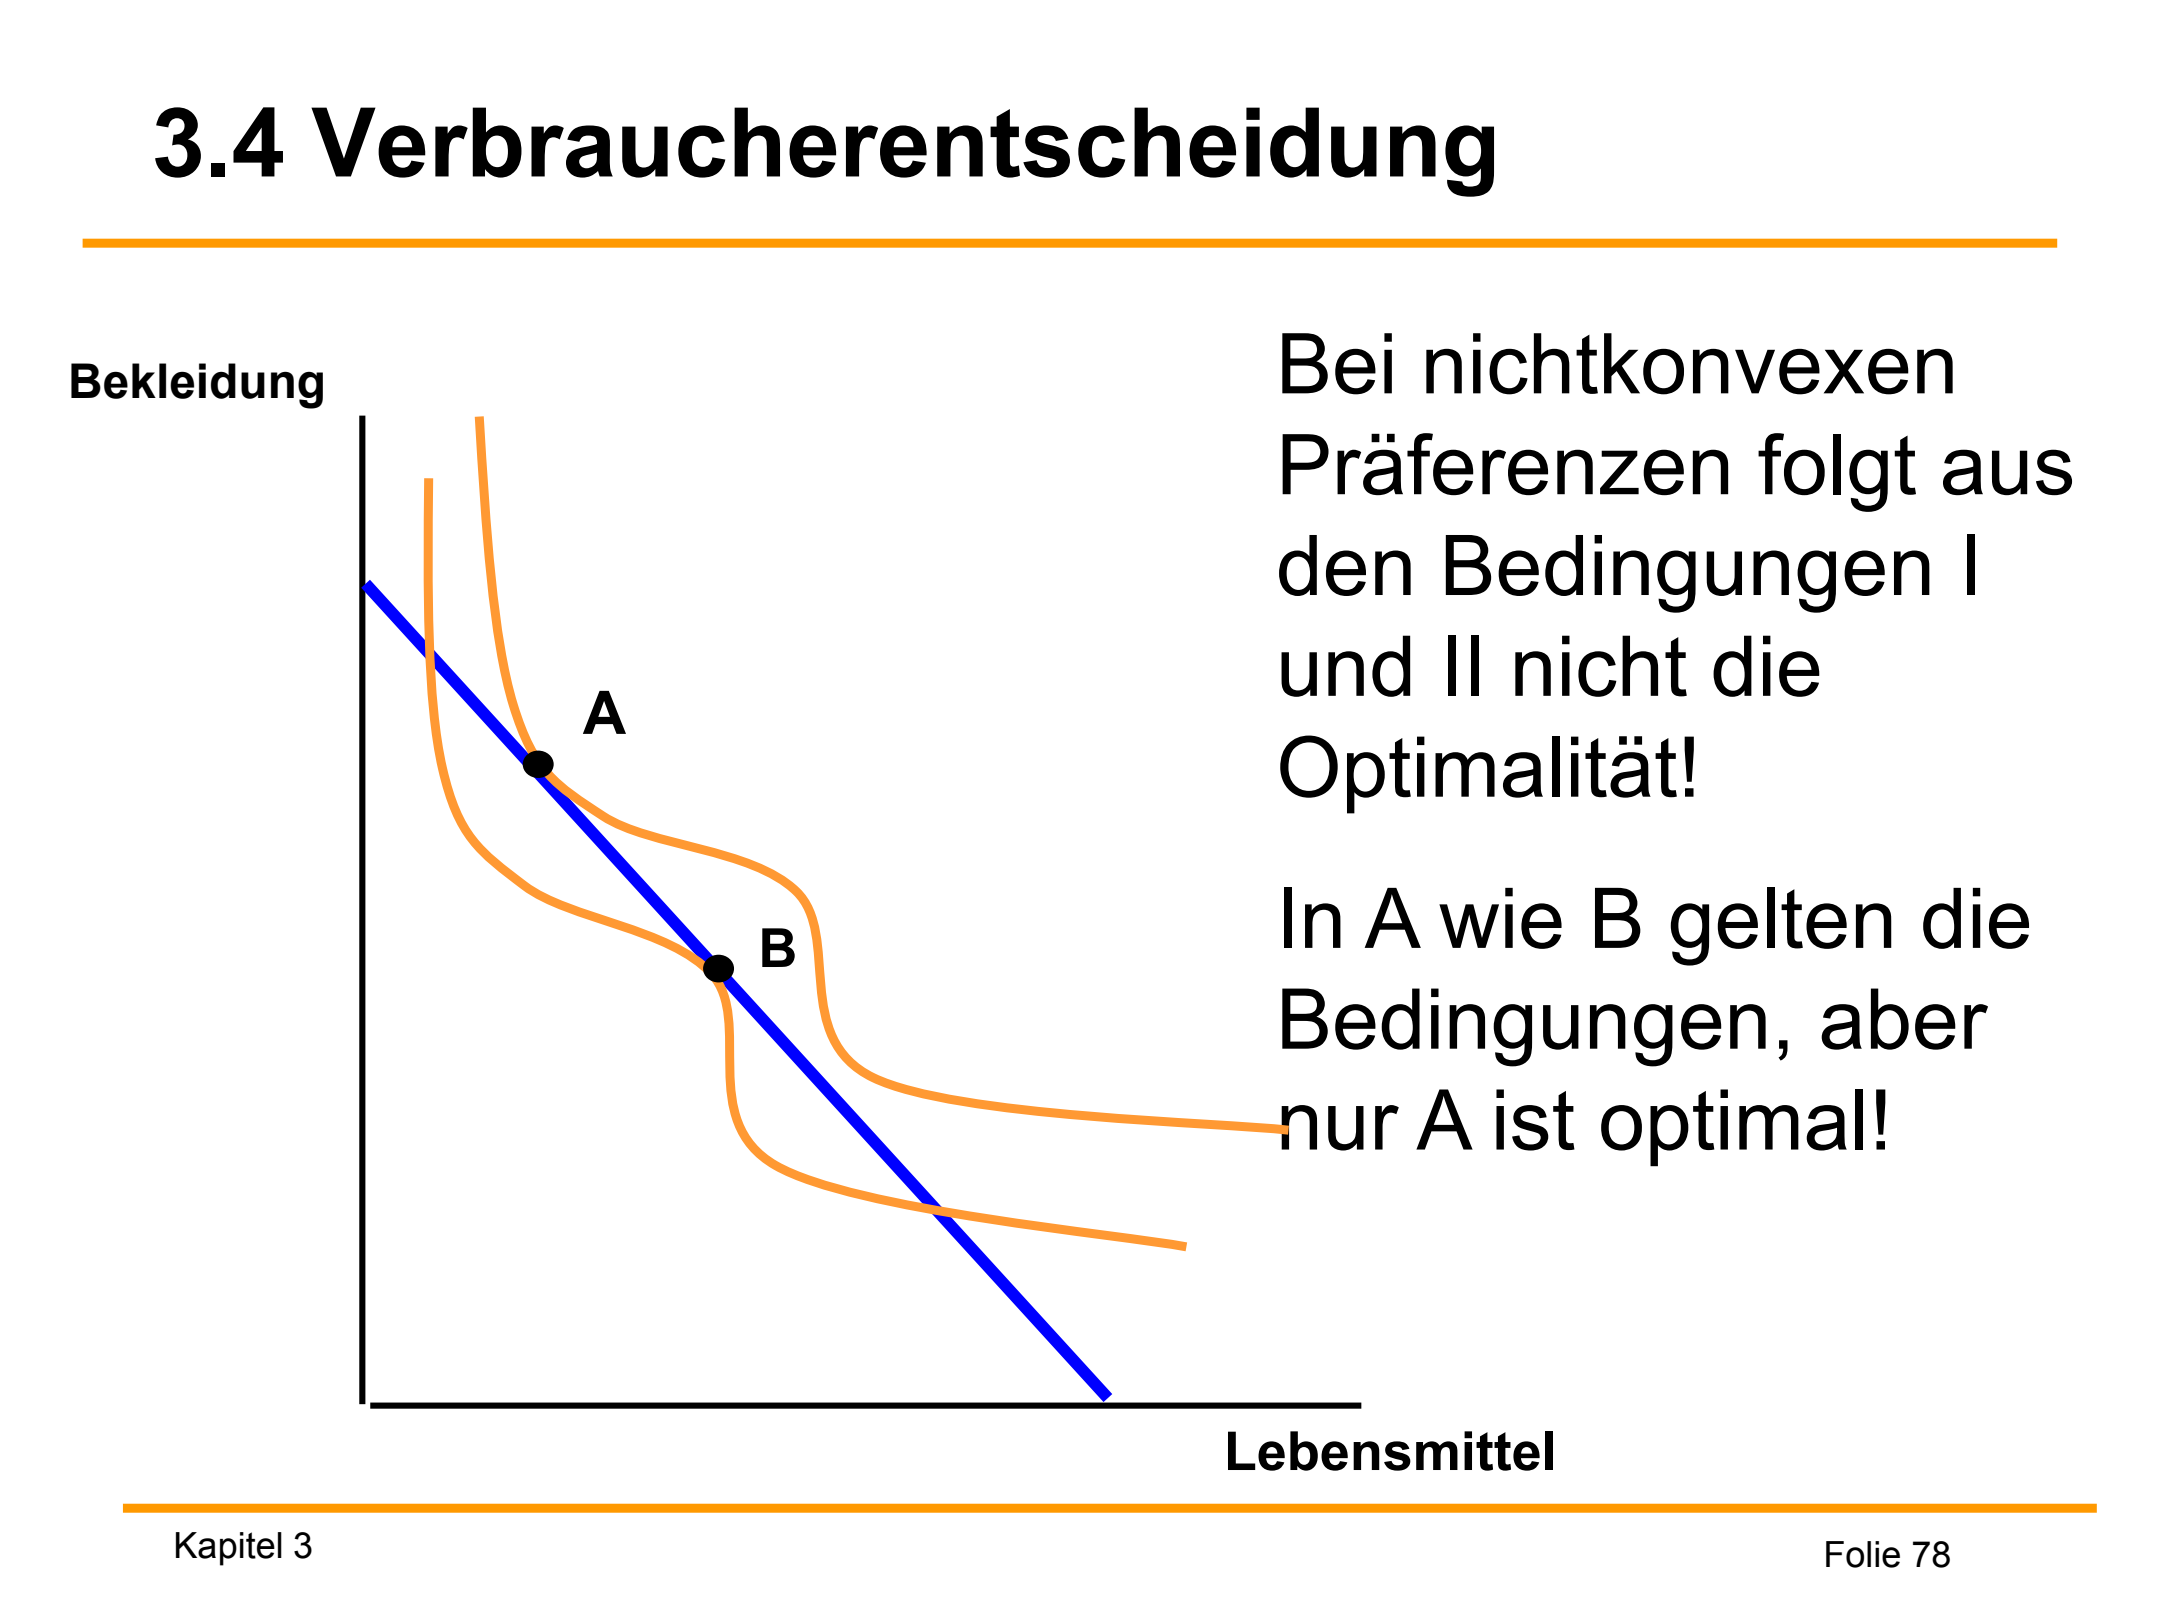 3.4 Verbraucherentscheidung
Bekleidung
A
B
Lebensmittel
Bei nichtkonvexen
Präferenzen folgt aus
den Bedingungen I
und II nicht die
Optimalität!
In A wie B gelten die
Bedingungen, aber
nur A ist optimal!
Kapitel 3
Folie 78